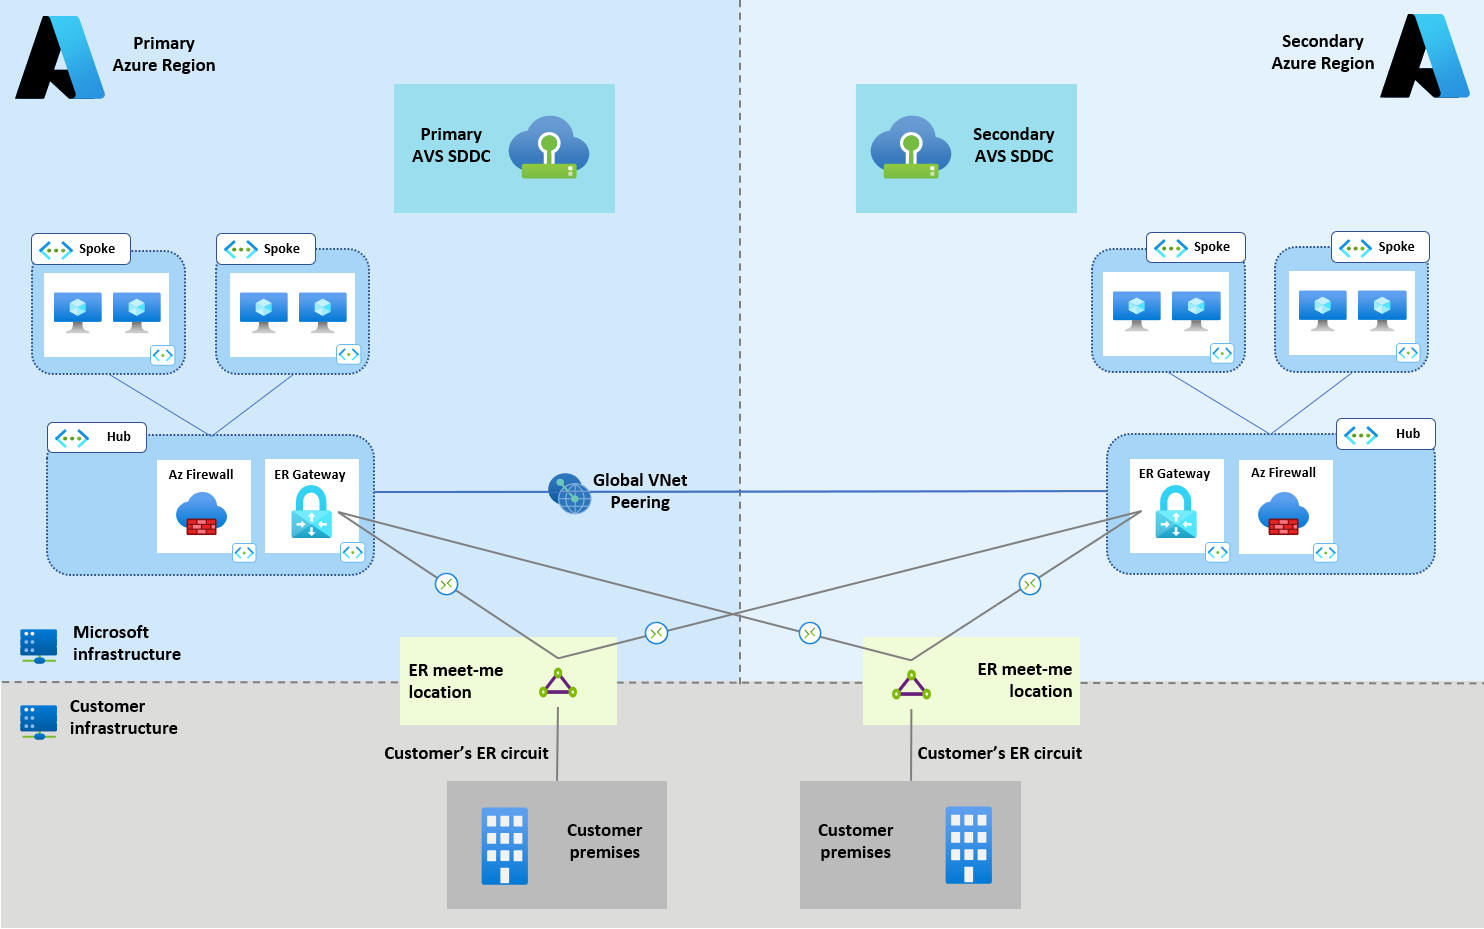 Primary
Azure Region
Secondary
Azure Region
Primary
AVS SDDC
Secondary
AVS SDDC
Spoke
Spoke
Spoke
Spoke
Hub
Hub
Az Firewall
ER Gateway
ER Gateway
Az Firewall
Global VNet
Peering
Microsoft
infrastructure
ER meet-me
location
ER meet-me
location
Customer
infrastructure
Customer’s ER circuit
Customer’s ER circuit
Customer
premises
Customer
premises